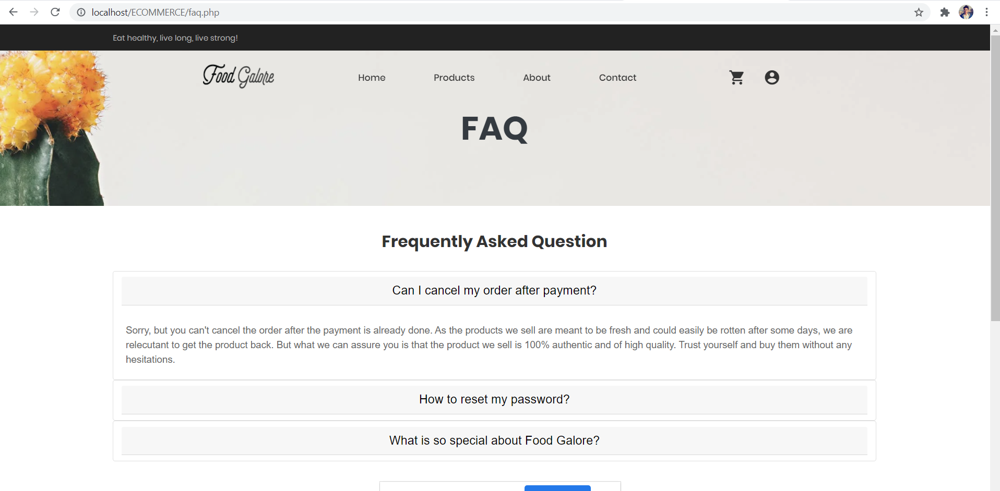 localhost/ECOMMERCE/faq.php
Eat healthy, live long, live strong!
Food Galore
Home
Products
About
Contact
FAQ
Frequently Asked Question
Can I cancel my order after payment?
Sorry, but you can't cancel the order after the payment is already done. As the products we sell are meant to be fresh and could easily be rotten after some days, we are
relecutant to get the product back. But what we can assure you is that the product we sell is 100% authentic and of high quality. Trust yourself and buy them without any
hesitations.
How to reset my password?
What is so special about Food Galore?